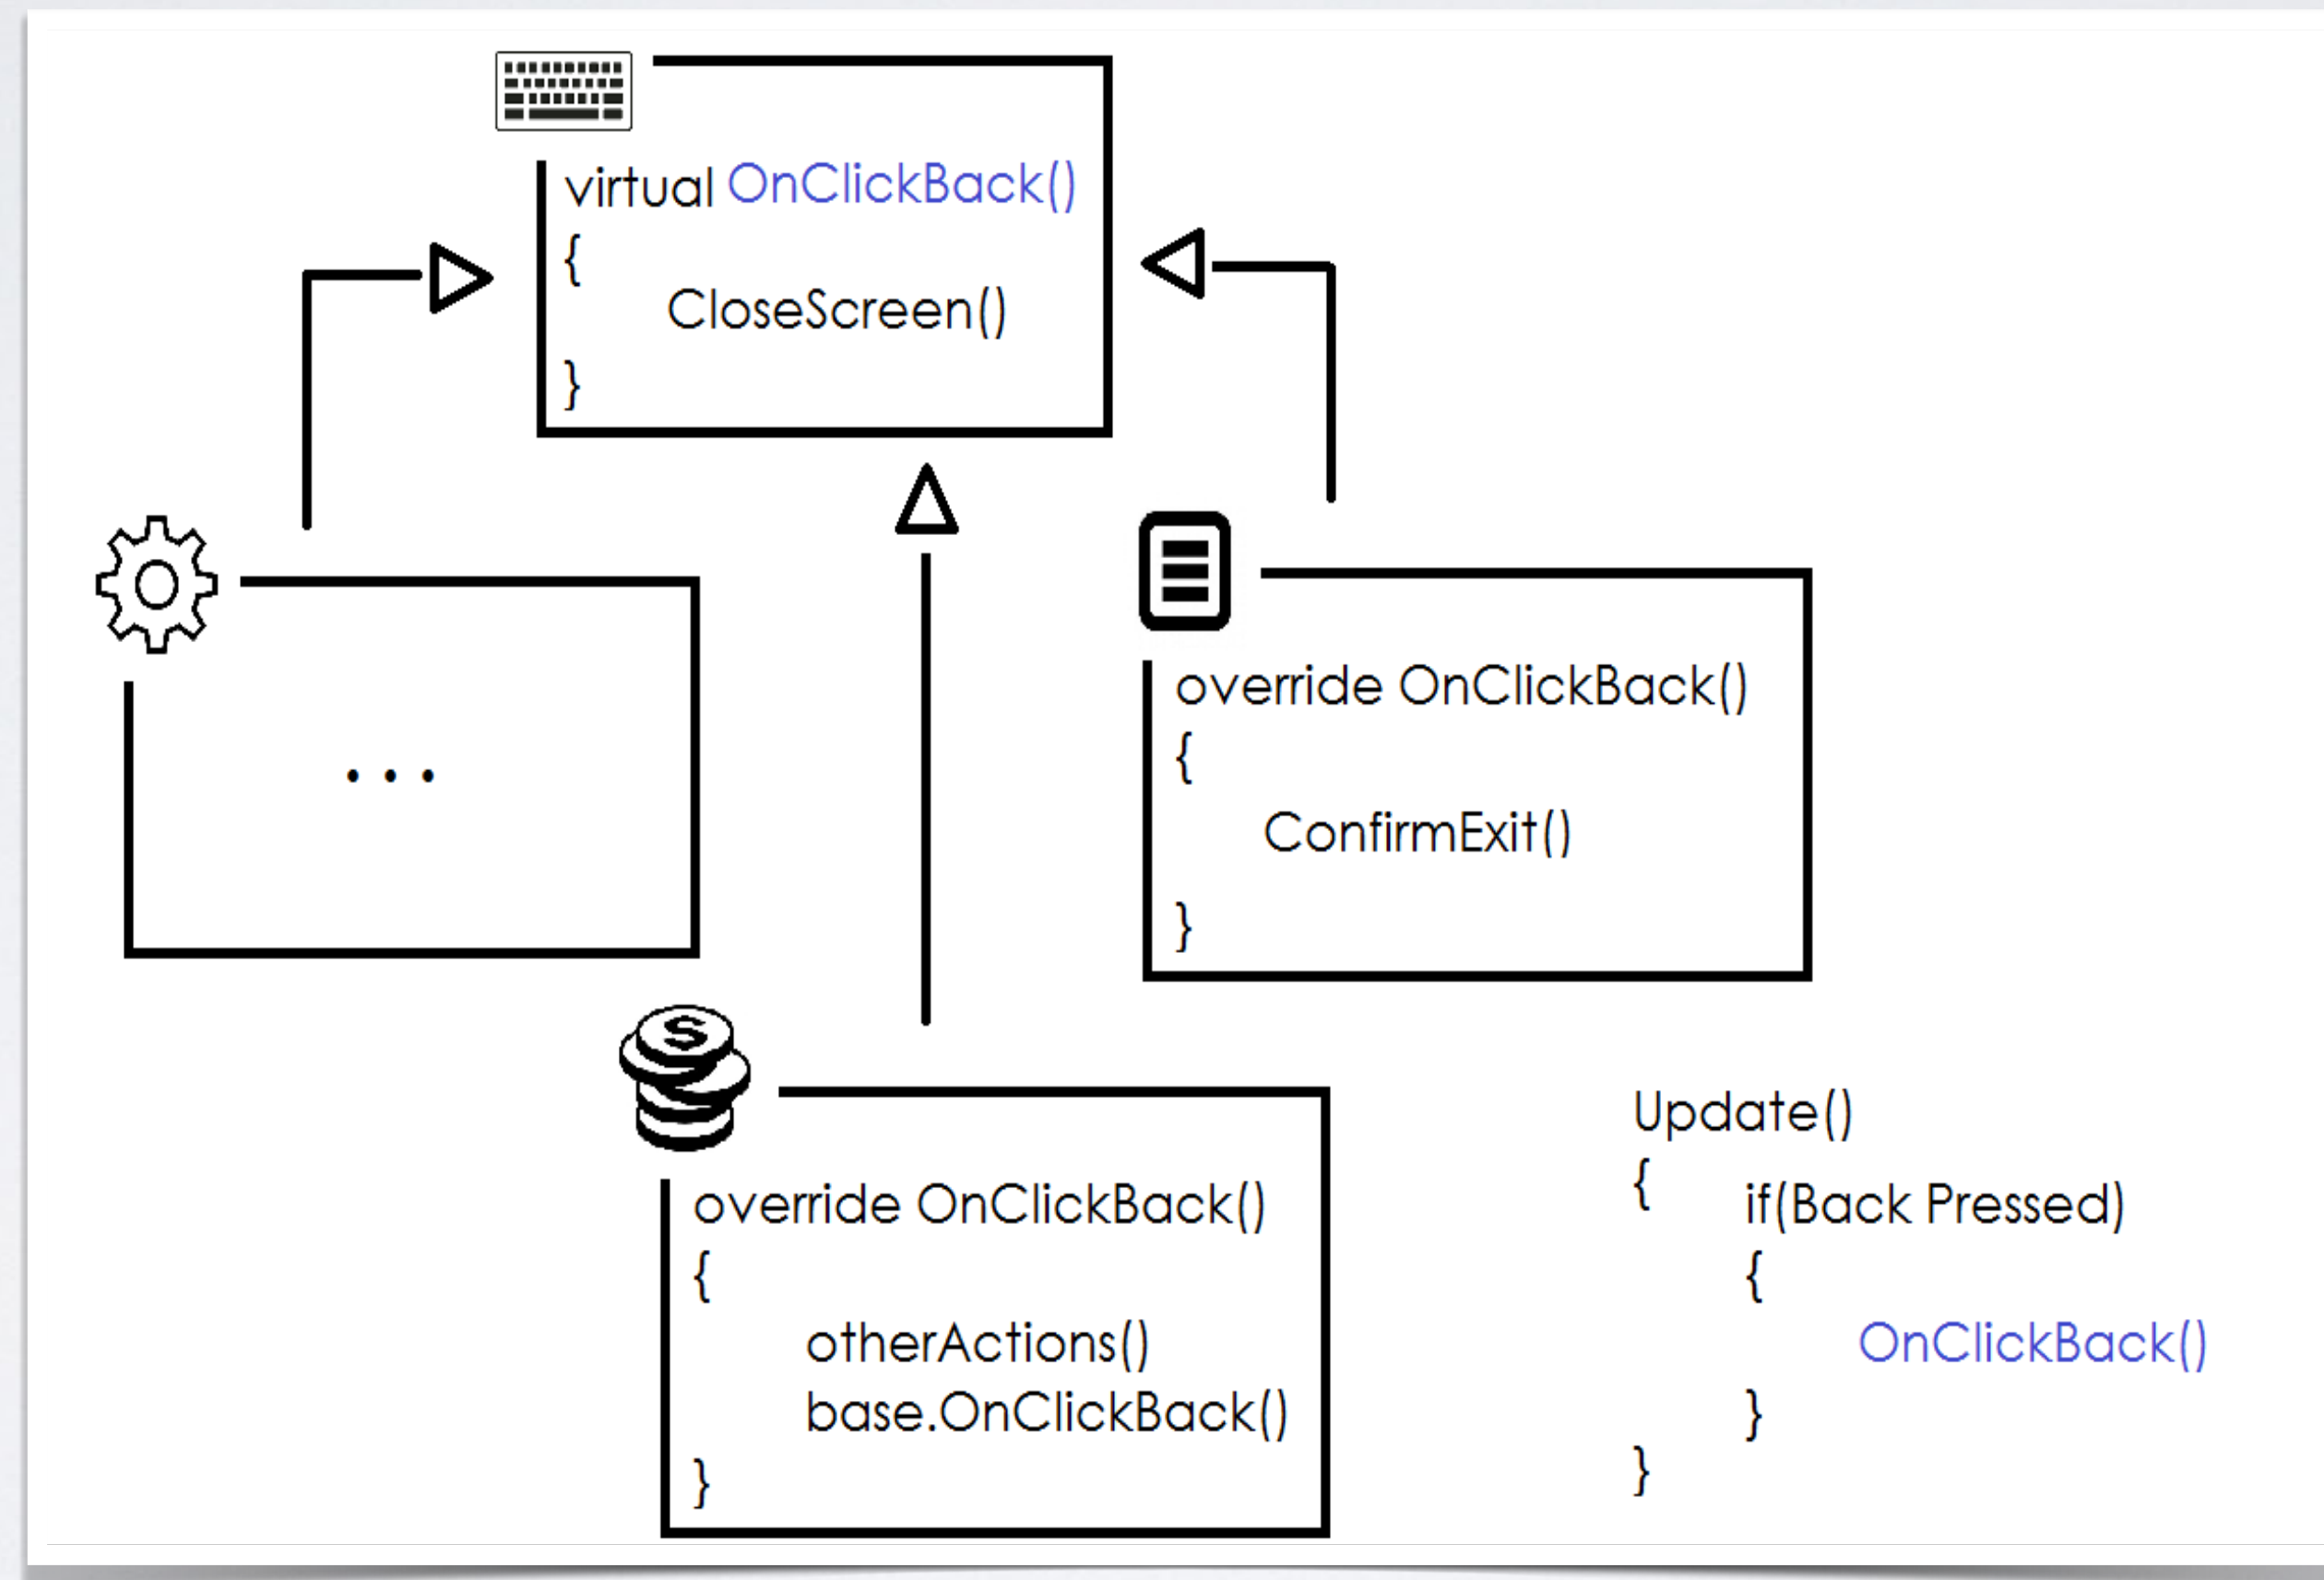 virtual OnClickBack()
{
CloseScreen()
}
. . .
override OnClickBack()
{
ConfirmExit()
}
S
override OnClickBack()
{
otherActions()
base.OnClickBack()
}
Update()
{
if(Back Pressed)
{
OnClickBack()
}
}